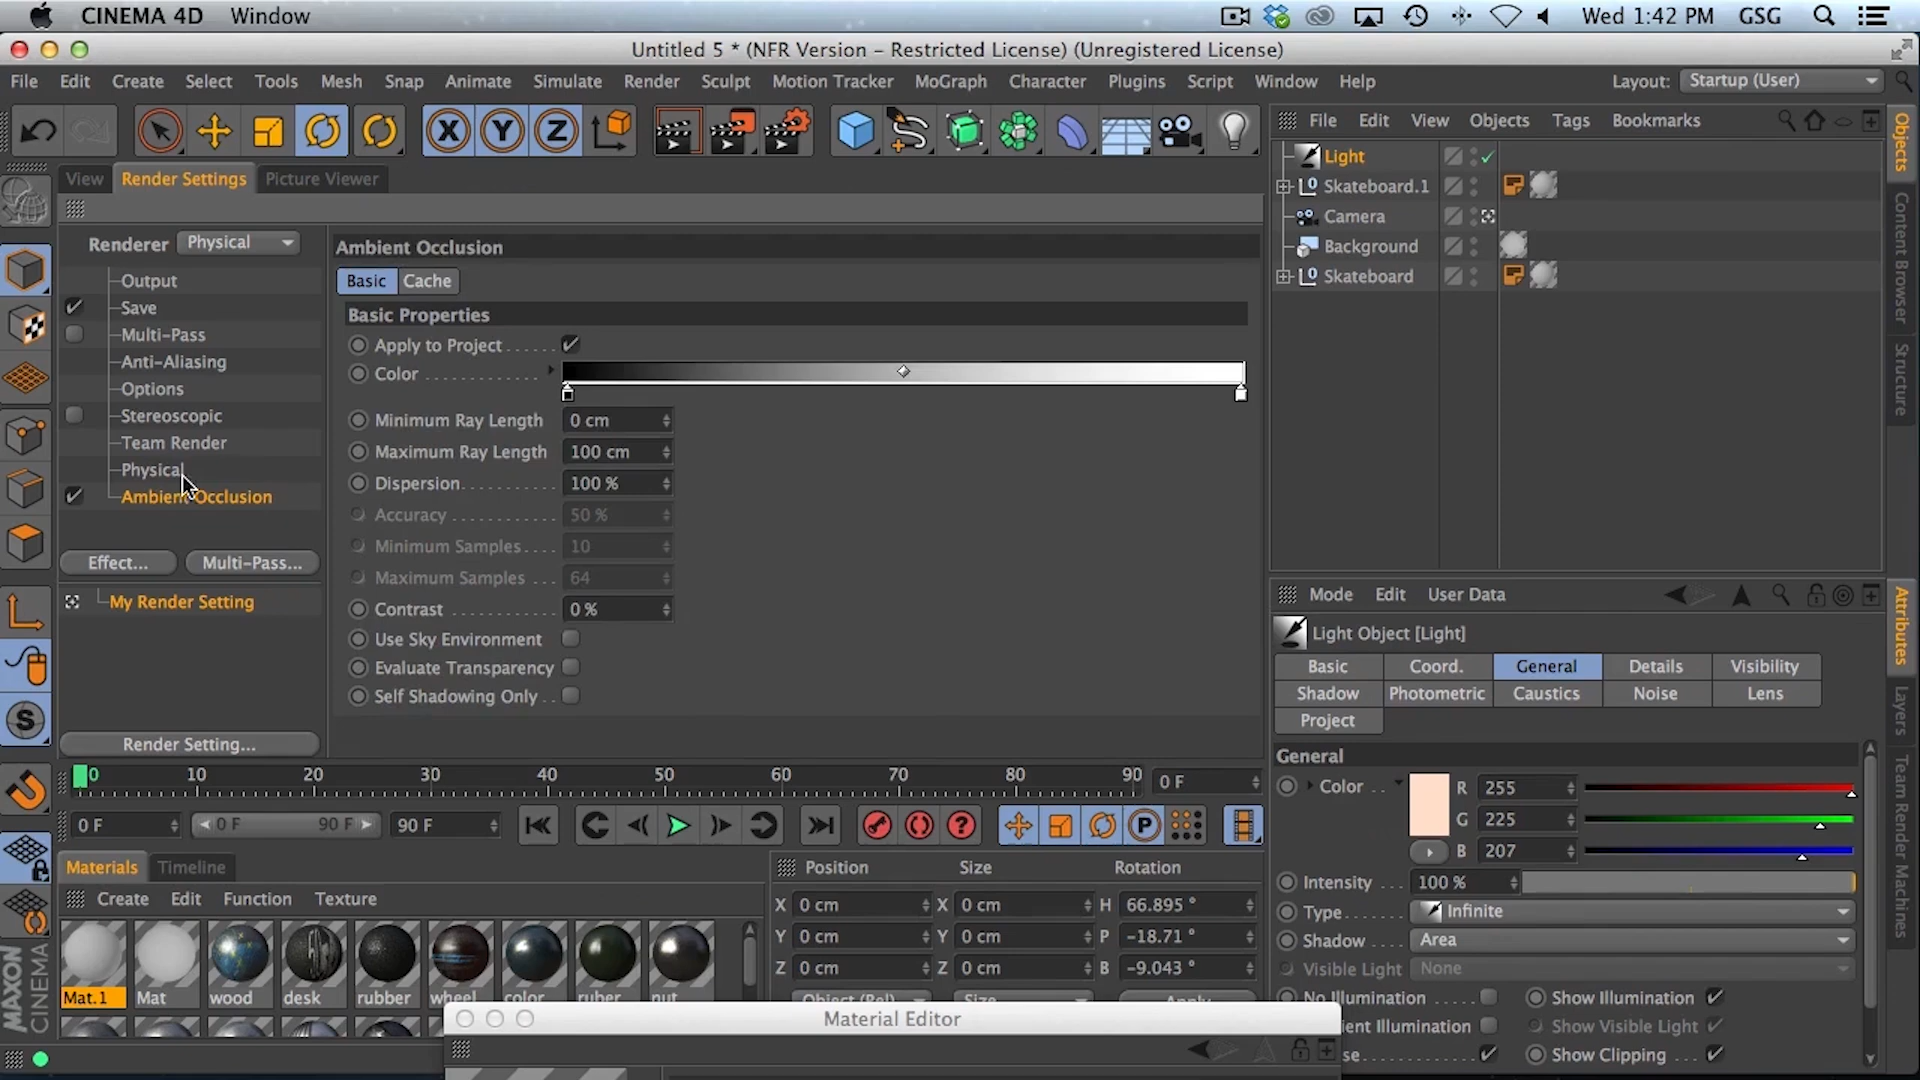 CINEMA 4D Window Wed 1:42 PM GSG
Untitled 5 * (NFR Version – Restricted License) (Unregistered License)
File Edit Create Select Tools Mesh Snap Animate Simulate Render Sculpt Motion Tracker MoGraph Character Plugins Script Window Help Layout: Startup (User)
X Y Z
File Edit View Objects Tags Bookmarks
View Render Settings Picture Viewer
Light
Skateboard.1
Camera
Background
Skateboard
Objects
Content Browser
Structure
Renderer Physical
Output
Save
Multi-Pass
Anti-Aliasing
Options
Stereoscopic
Team Render
Physical
Ambient Occlusion
Effect... Multi-Pass...
My Render Setting
Render Setting...
Ambient Occlusion
Basic Cache
Basic Properties
Apply to Project
Color
Minimum Ray Length 0 cm
Maximum Ray Length 100 cm
Dispersion 100 %
Accuracy 50 %
Minimum Samples 10
Maximum Samples 64
Contrast 0 %
Use Sky Environment
Evaluate Transparency
Self Shadowing Only
Mode Edit User Data
Light Object [Light]
Basic Coord. General Details Visibility
Shadow Photometric Caustics Noise Lens
Project
General
Color R 255
G 225
B 207
Intensity 100 %
Type Infinite
Shadow Area
Visible Light None
No Illumination Show Illumination
ient Illumination Show Visible Light
se Show Clipping
Attributes
Layers
Team Render Machines
0 10 20 30 40 50 60 70 80 90 0 F
0 F 0 F 90 F 90 F
P
Materials Timeline
Create Edit Function Texture
Mat.1 Mat wood desk rubber wheel color ruber nut
Position Size Rotation
X 0 cm X 0 cm H 66.895 °
Y 0 cm Y 0 cm P -18.71 °
Z 0 cm Z 0 cm B -9.043 °
Object (Rel) Size Apply
Material Editor
MAXON
CINEMA
S